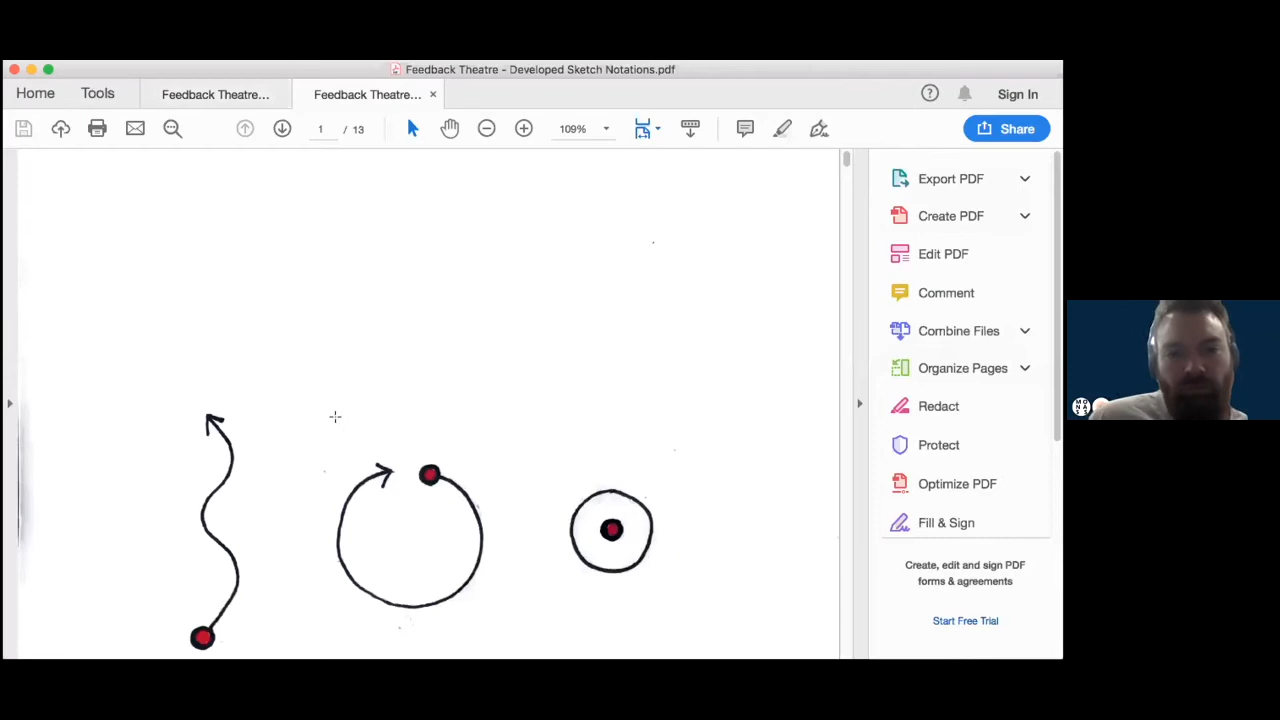 Feedback Theatre - Developed Sketch Notations.pdf
Home Tools Feedback Theatre... Feedback Theatre... × Sign In
1 / 13 109% Share
Export PDF
Create PDF
Edit PDF
Comment
Combine Files
Organize Pages
Redact
Protect
Optimize PDF
Fill & Sign
Create, edit and sign PDF
forms & agreements
Start Free Trial